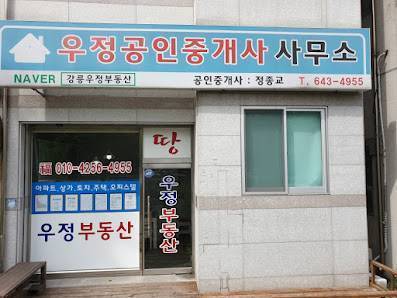 우정공인중개사 사무소
NAVER 강릉우정부동산 공인중개사 : 정종교 T. 643-4955
땅
福 010-4256-4955
아파트, 상가, 토지, 주택, 오피스텔
우정부동산
우정부동산